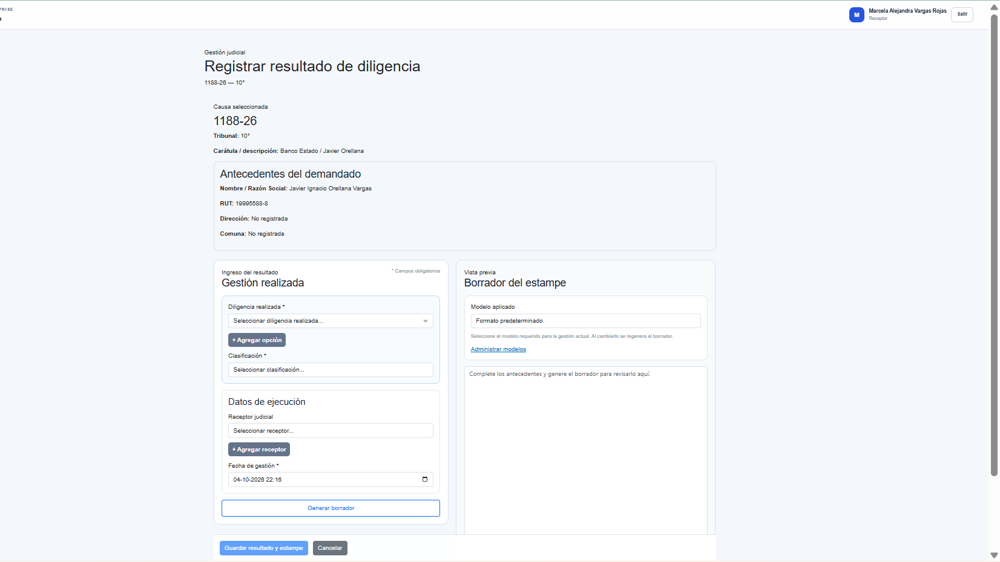 PRISE
a
M
Marcela Alejandra Vargas Rojas
Receptor
Salir
Gestión judicial
Registrar resultado de diligencia
1188-26 — 10°
Causa seleccionada
1188-26
Tribunal: 10°
Carátula / descripción: Banco Estado / Javier Orellana
Antecedentes del demandado
Nombre / Razón Social: Javier Ignacio Orellana Vargas
RUT: 19995588-8
Dirección: No registrada
Comuna: No registrada
Ingreso del resultado
* Campos obligatorios
Gestión realizada
Diligencia realizada *
Seleccionar diligencia realizada...
+ Agregar opción
Clasificación *
Seleccionar clasificación...
Datos de ejecución
Receptor judicial
Seleccionar receptor...
+ Agregar receptor
Fecha de gestión *
04-10-2026 22:16
Generar borrador
Vista previa
Borrador del estampe
Modelo aplicado
Formato predeterminado
Seleccione el modelo requerido para la gestión actual. Al cambiarlo se regenera el borrador.
Administrar modelos
Complete los antecedentes y genere el borrador para revisarlo aquí.
Guardar resultado y estampe
Cancelar